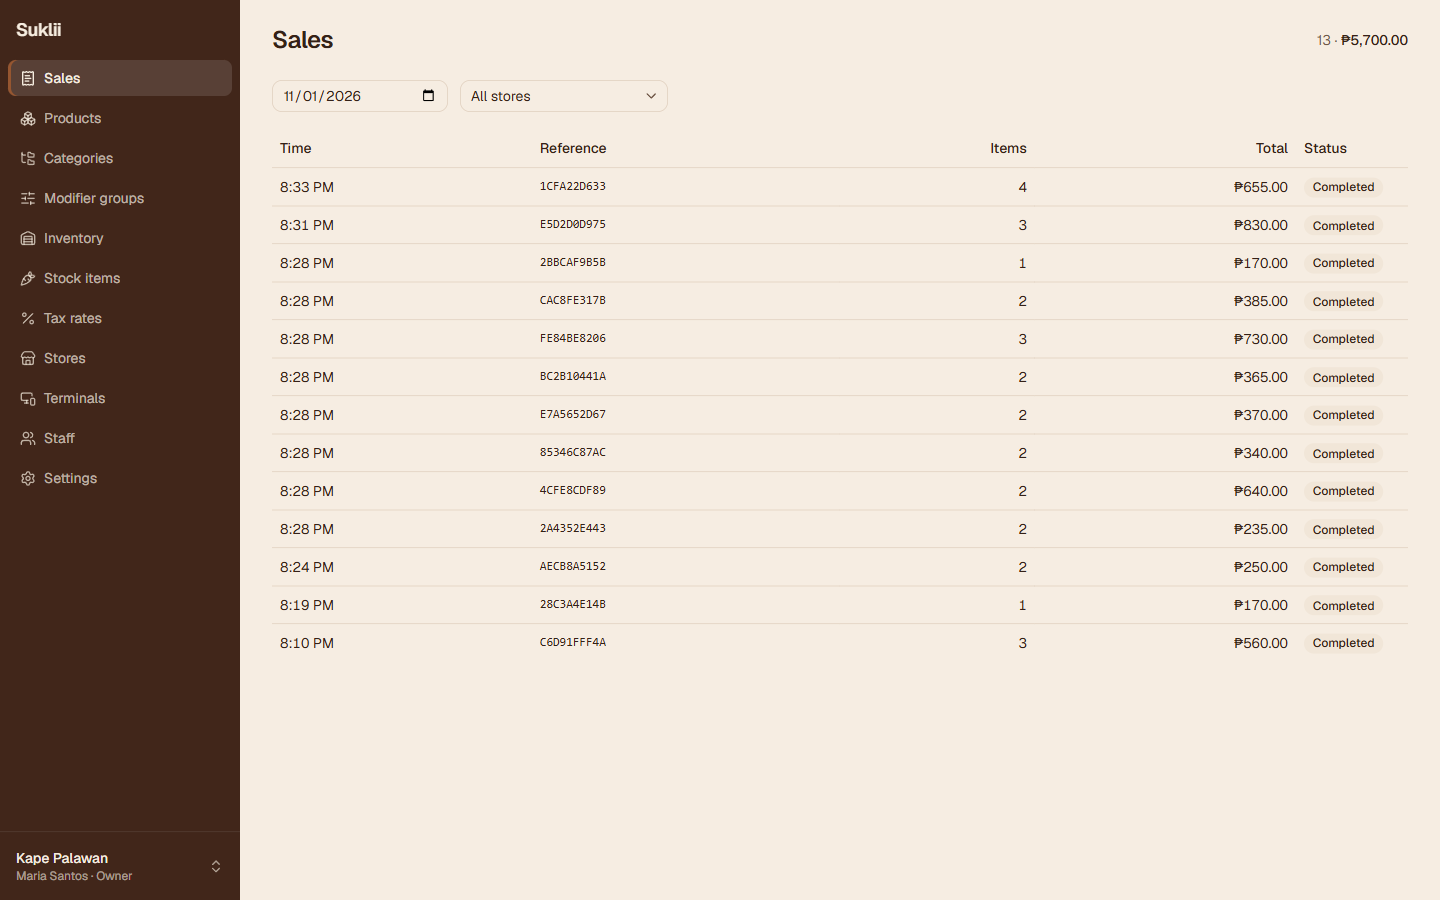 Suklii
Sales
Products
Categories
Modifier groups
Inventory
Stock items
Tax rates
Stores
Terminals
Staff
Settings
Kape Palawan
Maria Santos · Owner
Sales
13 · ₱5,700.00
11/01/2026
All stores
Time Reference Items Total Status
8:33 PM 1CFA22D633 4 ₱655.00 Completed
8:31 PM E5D2D0D975 3 ₱830.00 Completed
8:28 PM 2BBCAF9B5B 1 ₱170.00 Completed
8:28 PM CAC8FE317B 2 ₱385.00 Completed
8:28 PM FE84BE8206 3 ₱730.00 Completed
8:28 PM BC2B10441A 2 ₱365.00 Completed
8:28 PM E7A5652D67 2 ₱370.00 Completed
8:28 PM 85346C87AC 2 ₱340.00 Completed
8:28 PM 4CFE8CDF89 2 ₱640.00 Completed
8:28 PM 2A4352E443 2 ₱235.00 Completed
8:24 PM AECB8A5152 2 ₱250.00 Completed
8:19 PM 28C3A4E14B 1 ₱170.00 Completed
8:10 PM C6D91FFF4A 3 ₱560.00 Completed